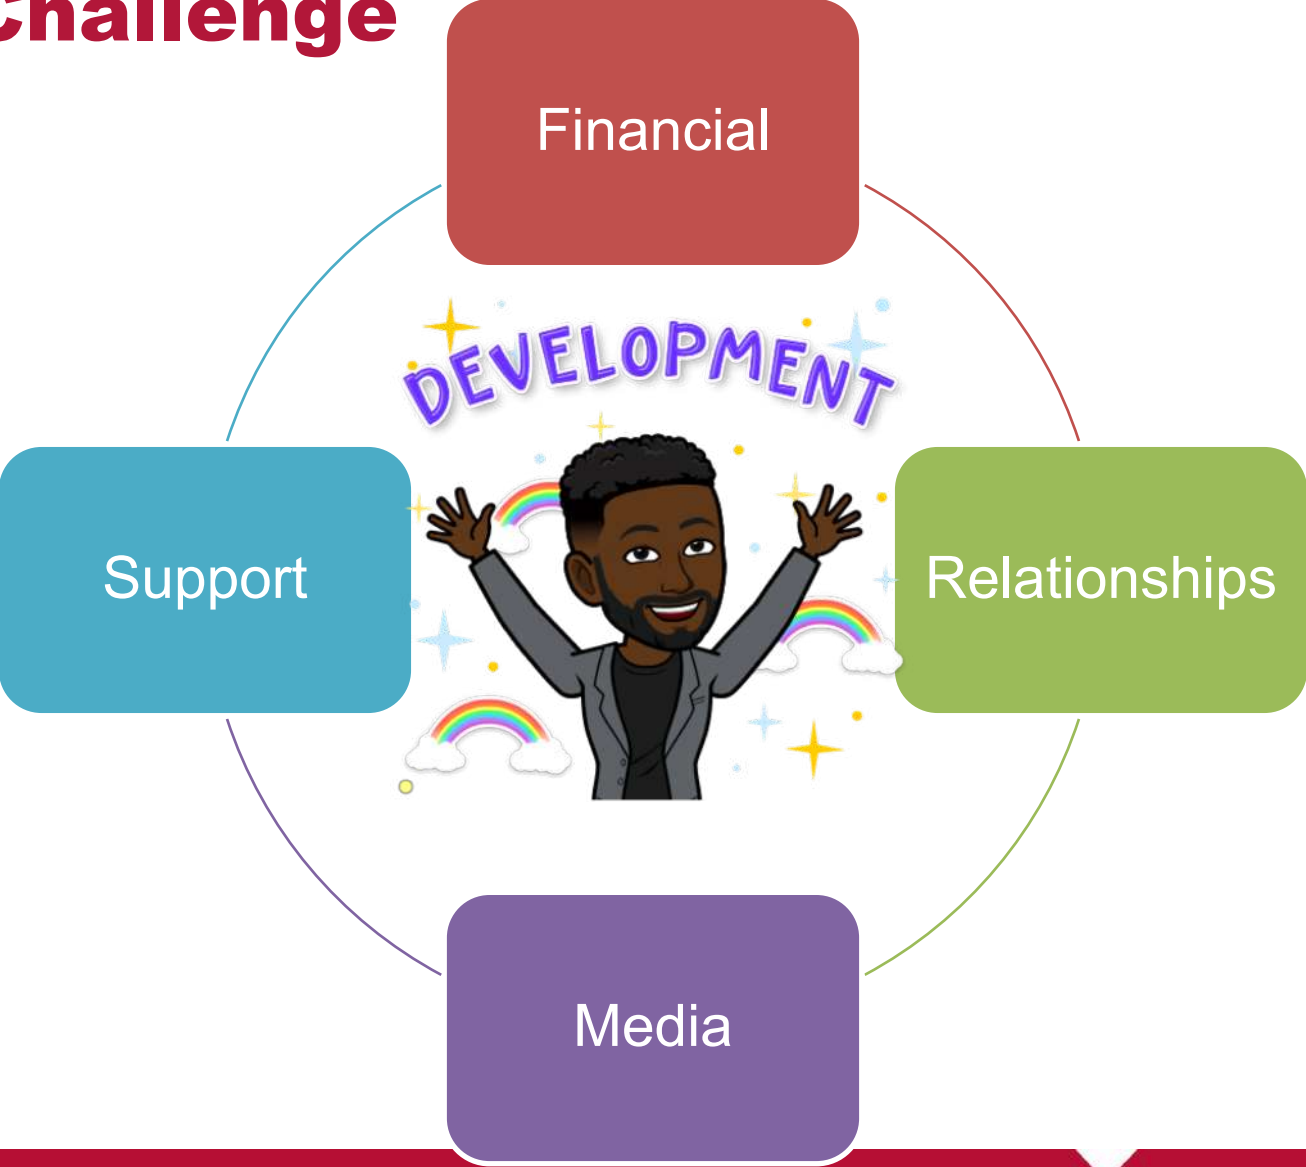 Challenge
Financial
DEVELOPMENT
Support
Relationships
Media